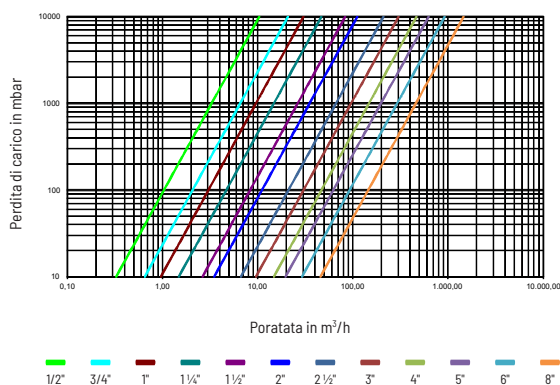 10000
1000
100
10
Perdita di carico in mbar
0,10 1,00 10,00 100,00 1.000,00 10.000,00
Poratata in m³/h
1/2" 3/4" 1" 1 ¼" 1 ½" 2" 2 ½" 3" 4" 5" 6" 8"